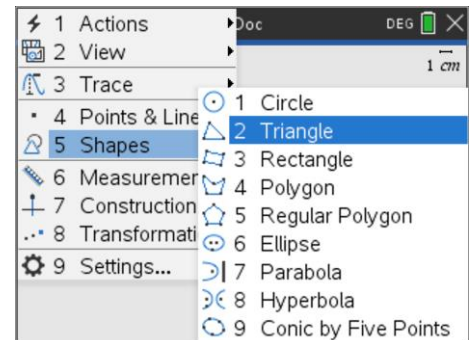 1 Actions
2 View
3 Trace
4 Points & Line
5 Shapes
6 Measuremer
7 Construction
8 Transformati
9 Settings...
Doc DEG
1 cm
1 Circle
2 Triangle
3 Rectangle
4 Polygon
5 Regular Polygon
6 Ellipse
7 Parabola
8 Hyperbola
9 Conic by Five Points